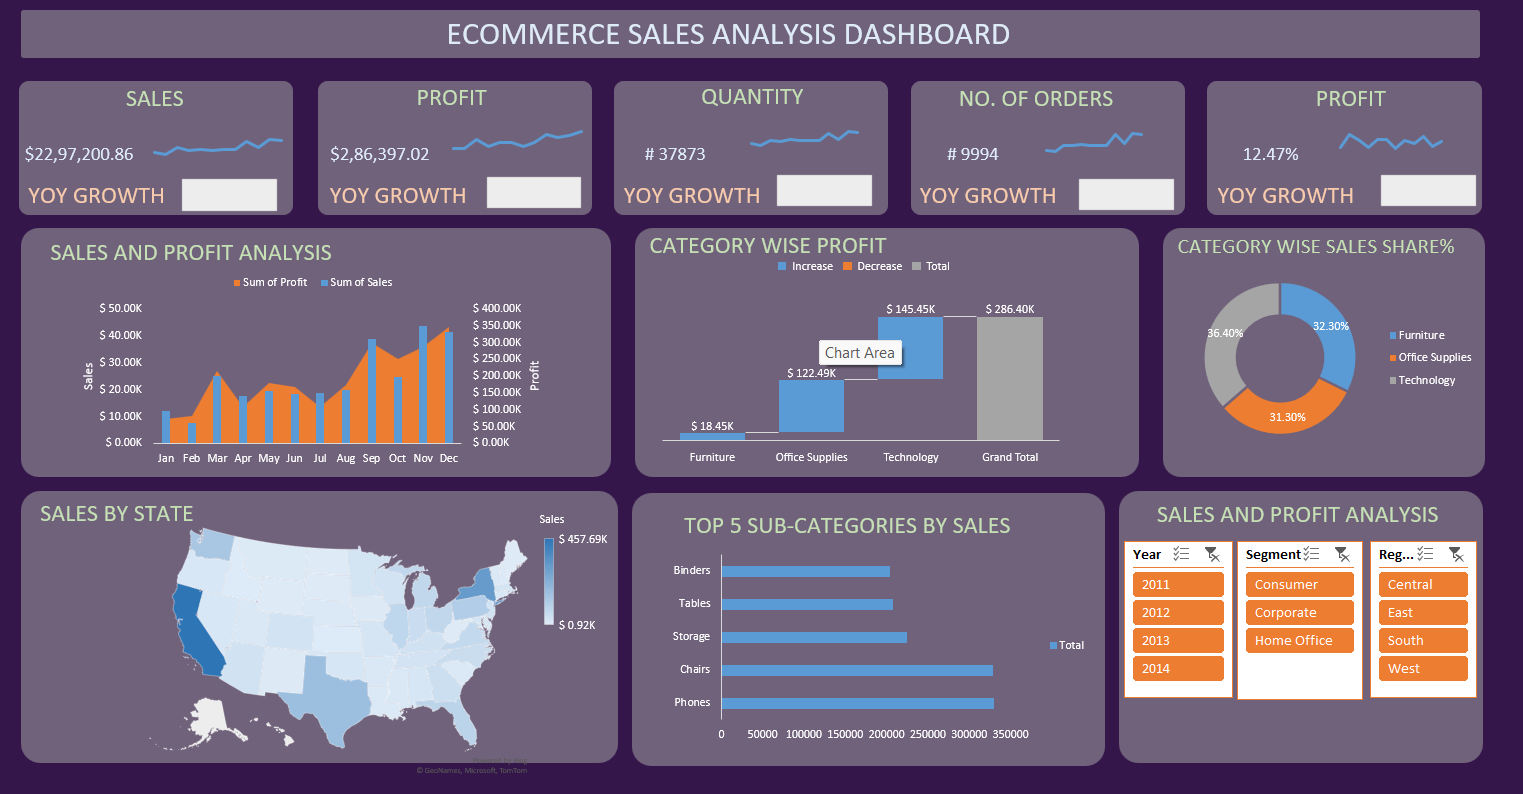 ECOMMERCE SALES ANALYSIS DASHBOARD
SALES
$22,97,200.86
YOY GROWTH
PROFIT
$2,86,397.02
YOY GROWTH
QUANTITY
# 37873
YOY GROWTH
NO. OF ORDERS
# 9994
YOY GROWTH
PROFIT
12.47%
YOY GROWTH
SALES AND PROFIT ANALYSIS
Sum of Profit Sum of Sales
$ 50.00K
$ 40.00K
$ 30.00K
$ 20.00K
$ 10.00K
$ 0.00K
Sales
$ 400.00K
$ 350.00K
$ 300.00K
$ 250.00K
$ 200.00K
$ 150.00K
$ 100.00K
$ 50.00K
$ 0.00K
Profit
Jan Feb Mar Apr May Jun Jul Aug Sep Oct Nov Dec
CATEGORY WISE PROFIT
Increase Decrease Total
$ 18.45K
$ 122.49K
$ 145.45K
$ 286.40K
Chart Area
Furniture Office Supplies Technology Grand Total
CATEGORY WISE SALES SHARE%
36.40%
32.30%
31.30%
Furniture
Office Supplies
Technology
SALES BY STATE
Sales
$ 457.69K
$ 0.92K
Powered by Bing
© GeoNames, Microsoft, TomTom
TOP 5 SUB-CATEGORIES BY SALES
Binders
Tables
Storage
Chairs
Phones
0 50000 100000 150000 200000 250000 300000 350000
Total
SALES AND PROFIT ANALYSIS
Year
2011
2012
2013
2014
Segment
Consumer
Corporate
Home Office
Reg...
Central
East
South
West